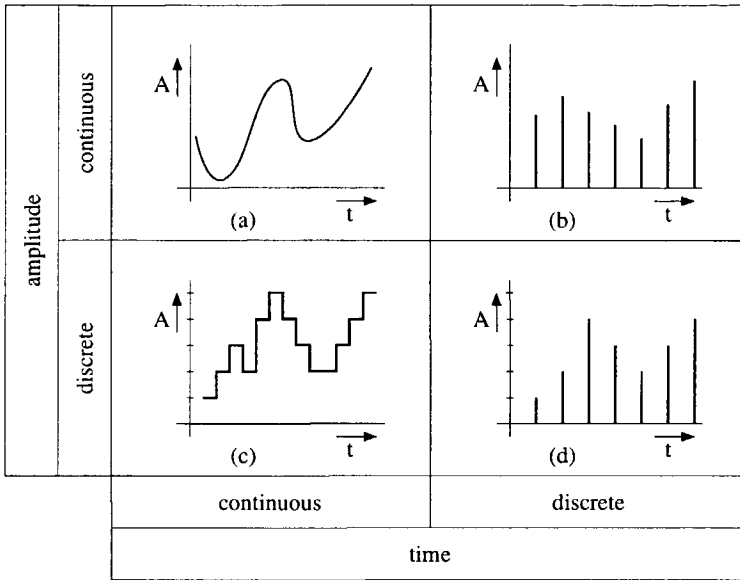 amplitude
continuous
A
t
(a)
A
t
(b)
discrete
A
t
(c)
A
t
(d)
continuous
discrete
time